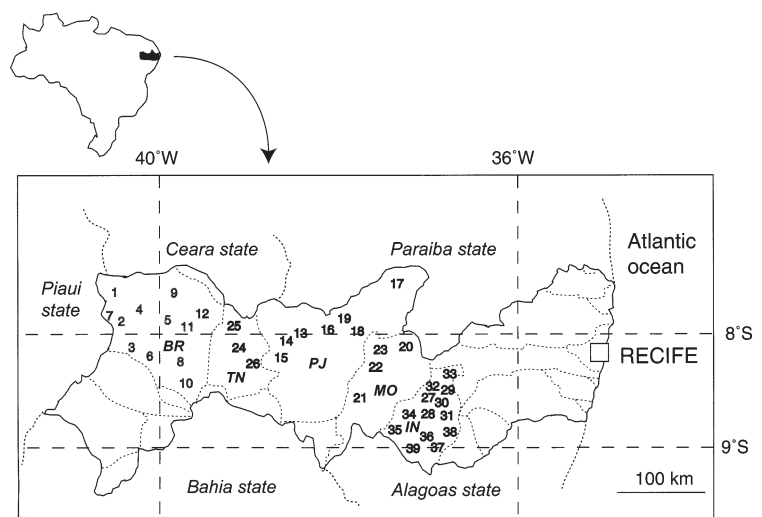 40˚W 36˚W
Ceara state Paraiba state
Atlantic
ocean
Piaui
state
17
1 9
4
7 2 5 12
11 25 19
8˚S
13 16 18
BR 14
3 24 23 20
6 8 26 15 PJ 22
RECIFE
TN 33
10 MO 32 29
21 27 30
34 28 31
35 IN 36 38
39 37
9˚S
100 km
Bahia state Alagoas state